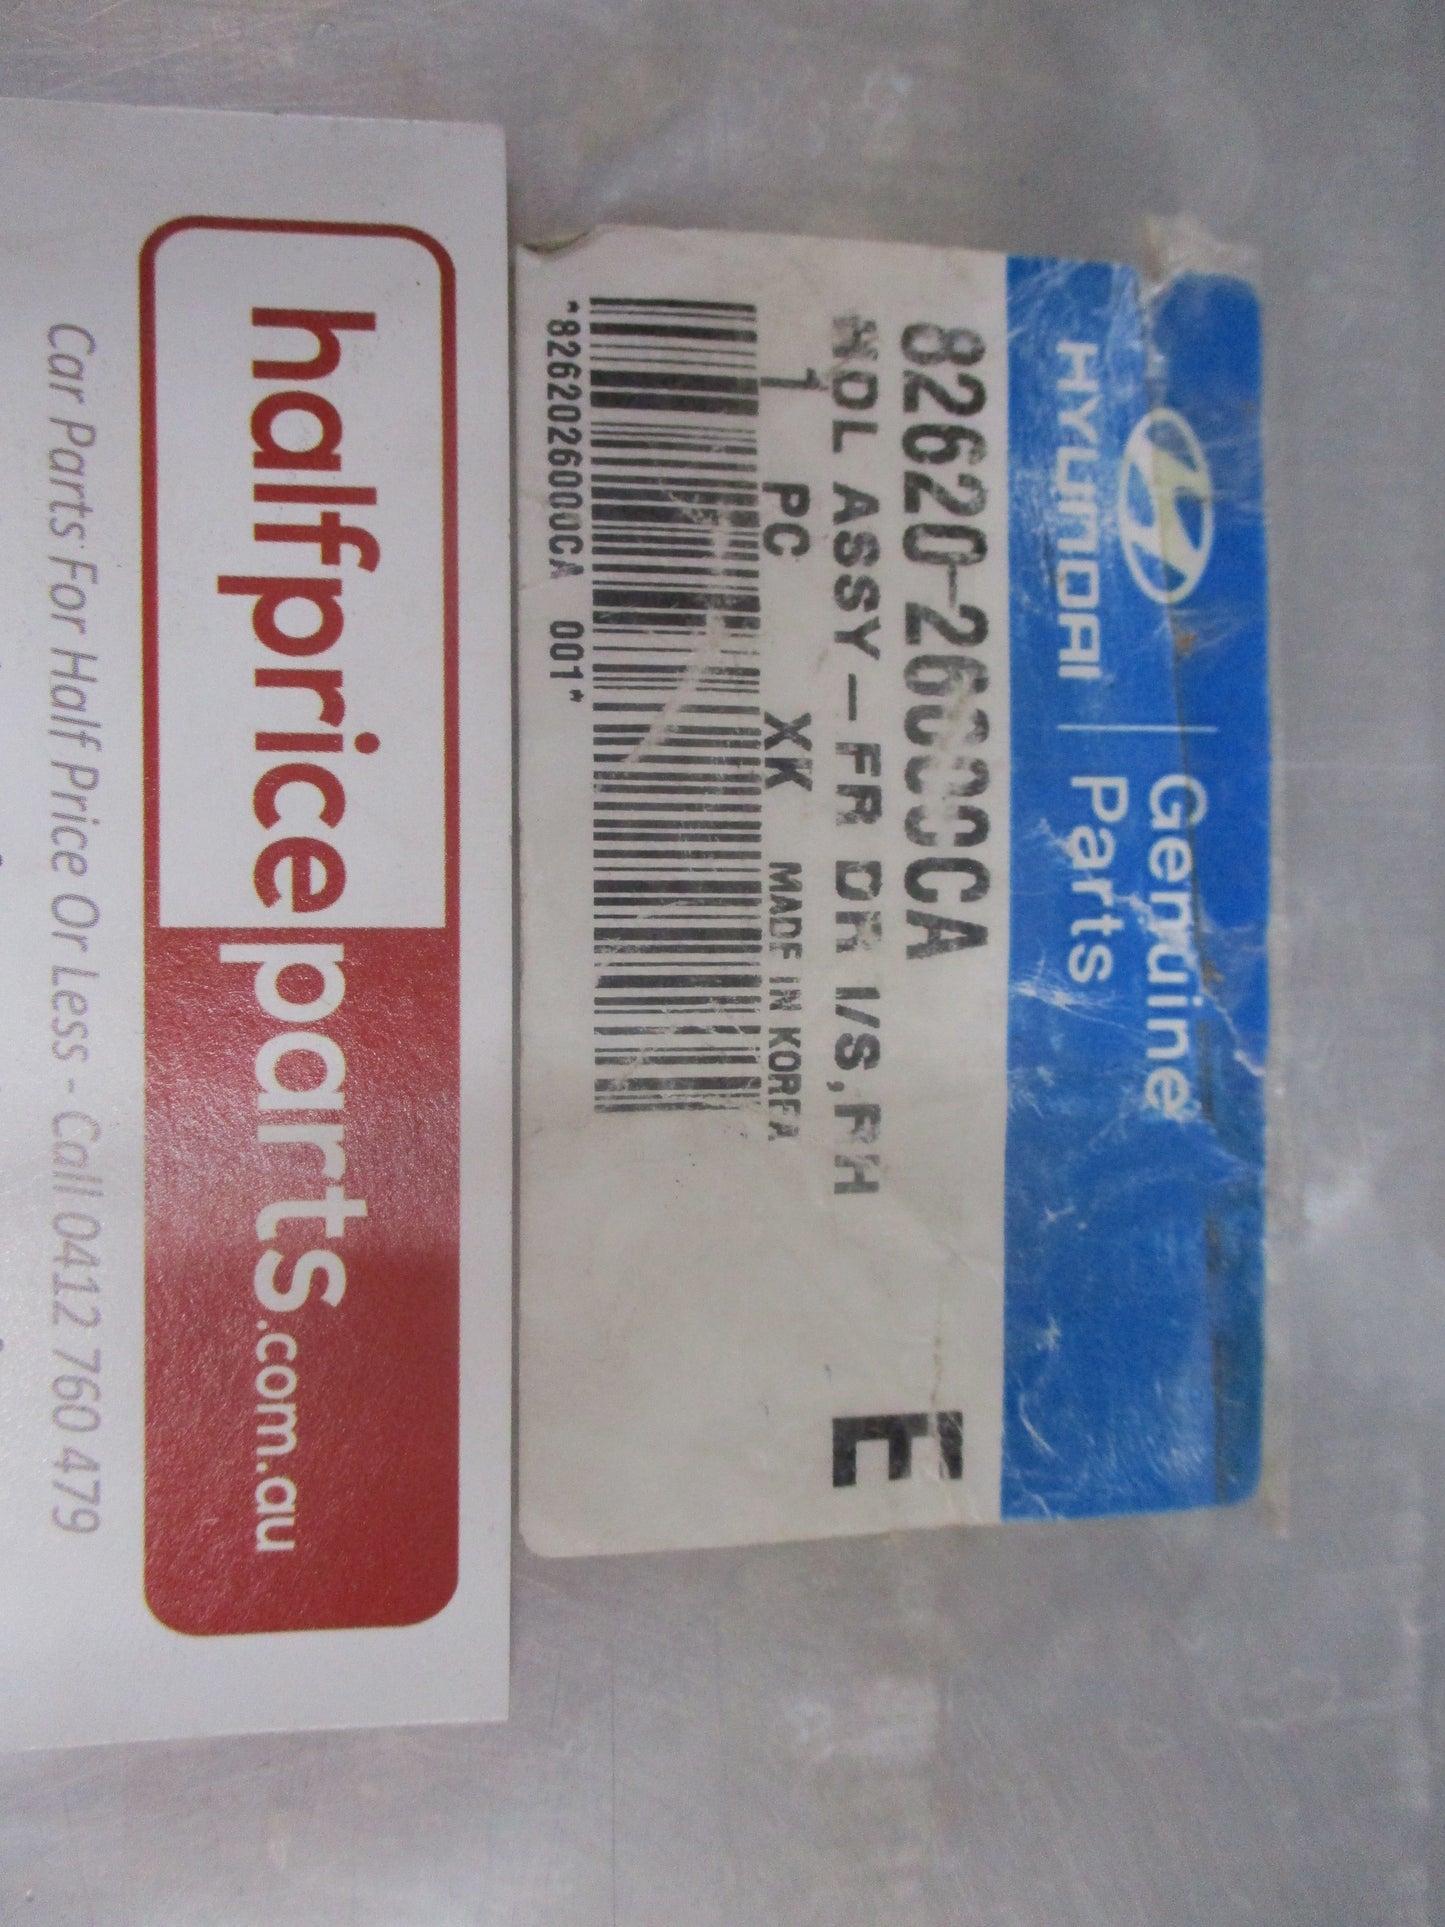 HYUNDAI
Genuine
Parts
82620-26000CA
HDL ASSY-FR DR I/S,RH
1 PC XK MADE IN KOREA
E
*8262026000CA 001*
halfpriceparts.com.au
Car Parts For Half Price Or Less - Call 0412 760 479